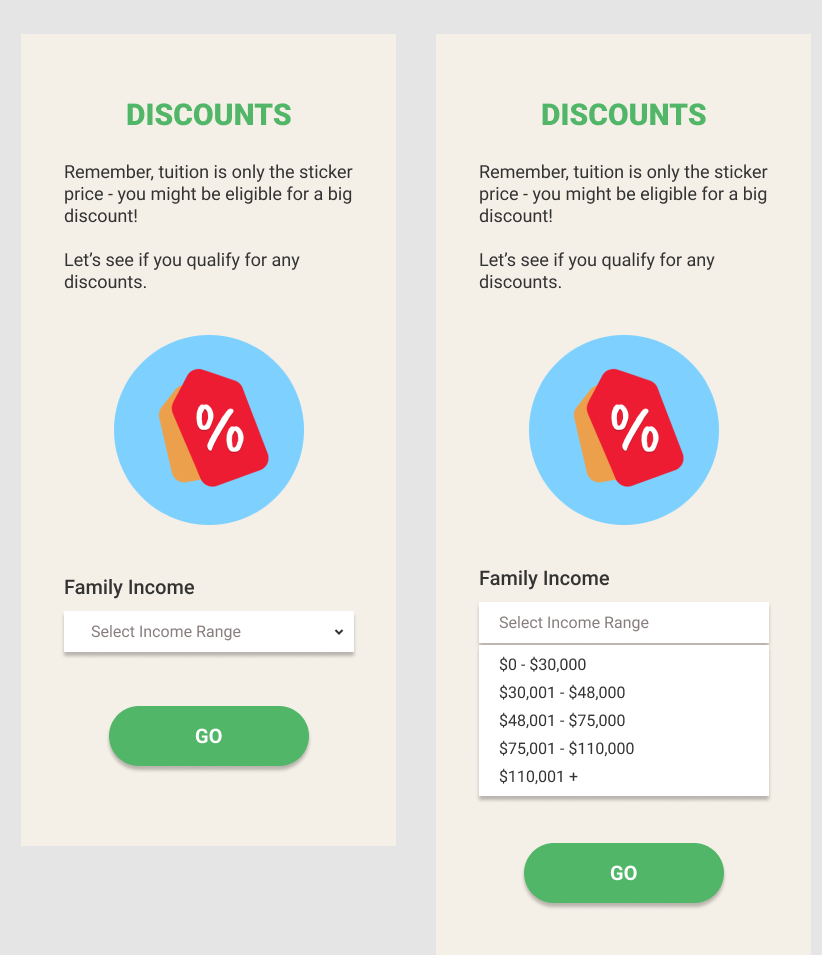 DISCOUNTS
Remember, tuition is only the sticker
price - you might be eligible for a big
discount!
Let’s see if you qualify for any
discounts.
%
Family Income
Select Income Range
GO
DISCOUNTS
Remember, tuition is only the sticker
price - you might be eligible for a big
discount!
Let’s see if you qualify for any
discounts.
%
Family Income
Select Income Range
$0 - $30,000
$30,001 - $48,000
$48,001 - $75,000
$75,001 - $110,000
$110,001 +
GO